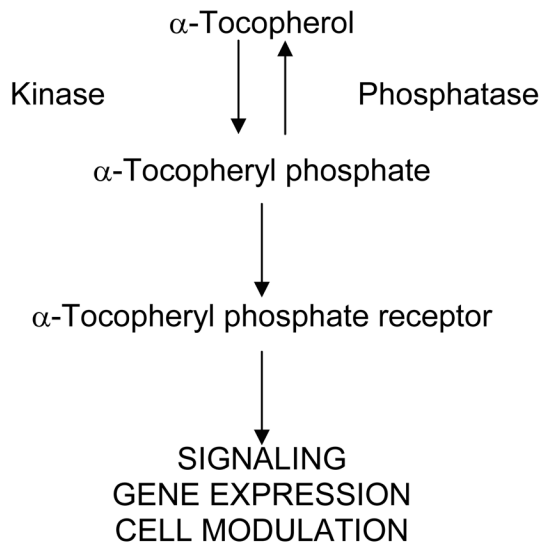 α-Tocopherol
Kinase
Phosphatase
α-Tocopheryl phosphate
α-Tocopheryl phosphate receptor
SIGNALING
GENE EXPRESSION
CELL MODULATION